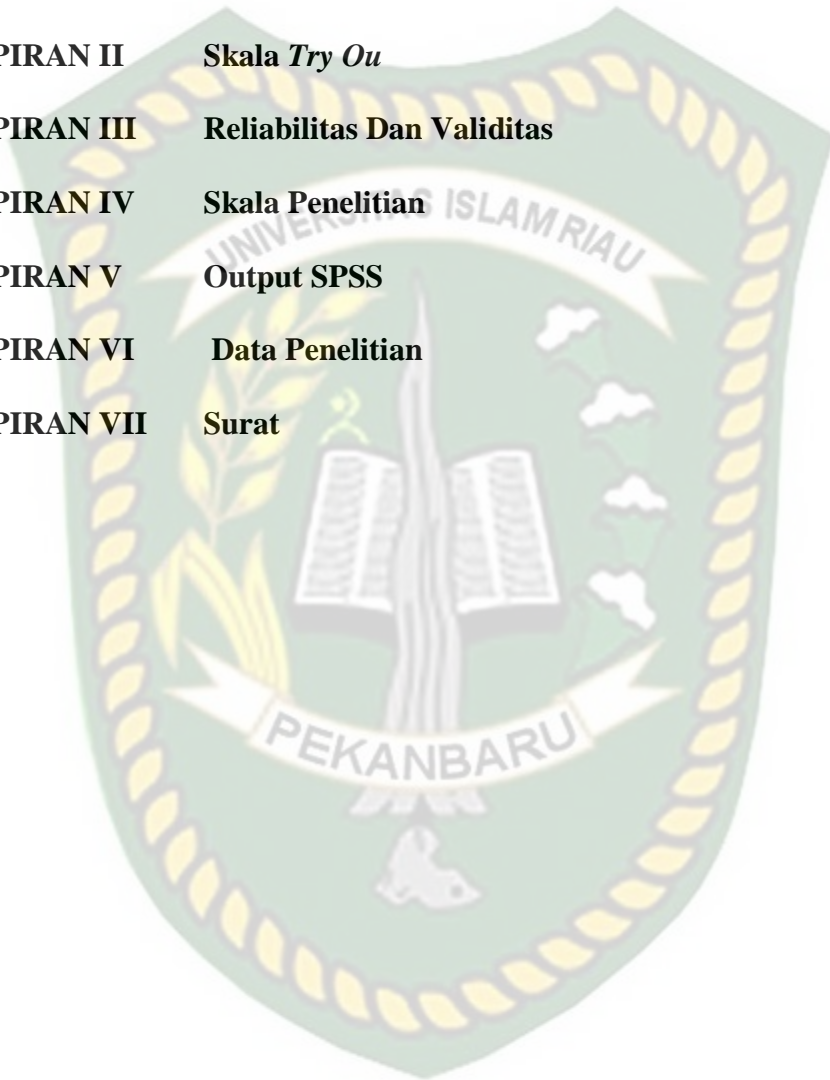 PIRAN II Skala Try Ou
PIRAN III Reliabilitas Dan Validitas
PIRAN IV Skala Penelitian
PIRAN V Output SPSS
PIRAN VI Data Penelitian
PIRAN VII Surat
UNIVERSITAS ISLAM RIAU
PEKANBARU